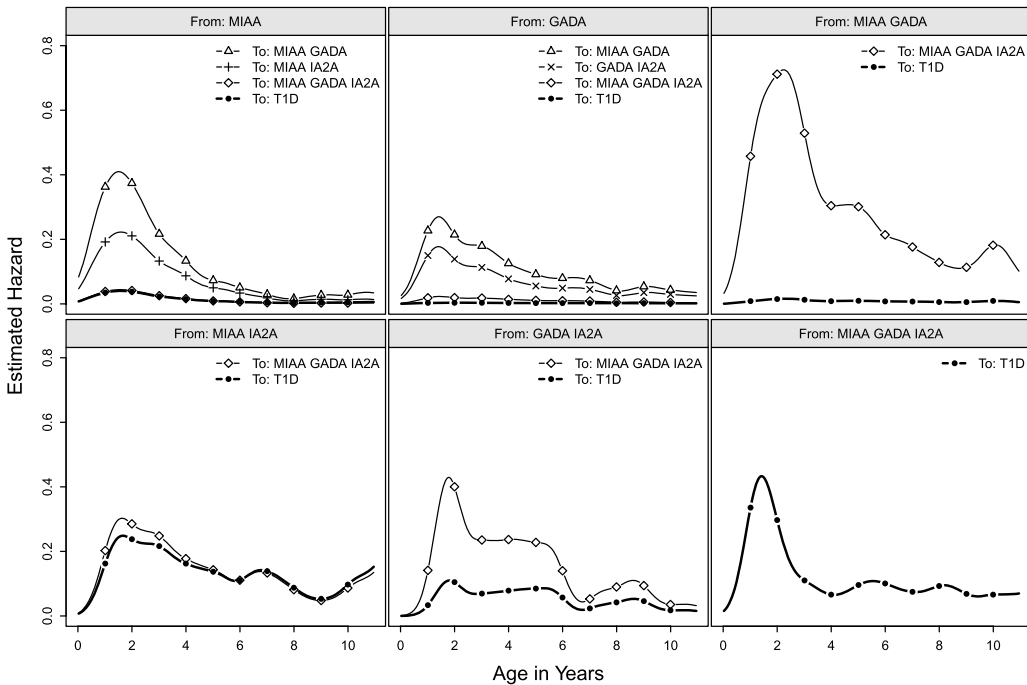 From: MIAA
From: GADA
From: MIAA GADA
To: MIAA GADA
To: MIAA IA2A
To: MIAA GADA IA2A
To: T1D
To: MIAA GADA
To: GADA IA2A
To: MIAA GADA IA2A
To: T1D
To: MIAA GADA IA2A
To: T1D
0.8
0.6
0.4
0.2
0.0
Estimated Hazard
From: MIAA IA2A
From: GADA IA2A
From: MIAA GADA IA2A
To: MIAA GADA IA2A
To: T1D
To: MIAA GADA IA2A
To: T1D
To: T1D
0.8
0.6
0.4
0.2
0.0
0 2 4 6 8 10
0 2 4 6 8 10
0 2 4 6 8 10
Age in Years